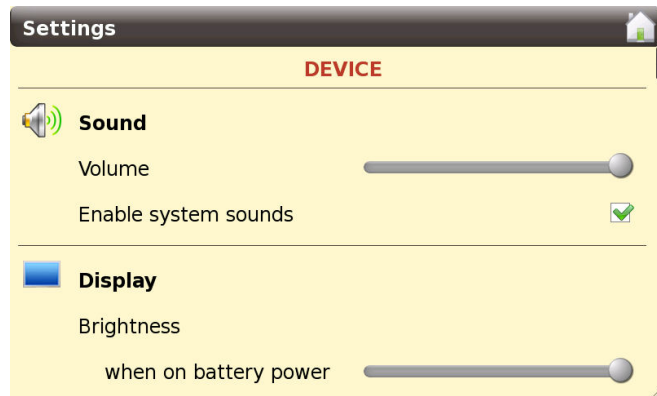 Settings
DEVICE
Sound
Volume
Enable system sounds
Display
Brightness
when on battery power